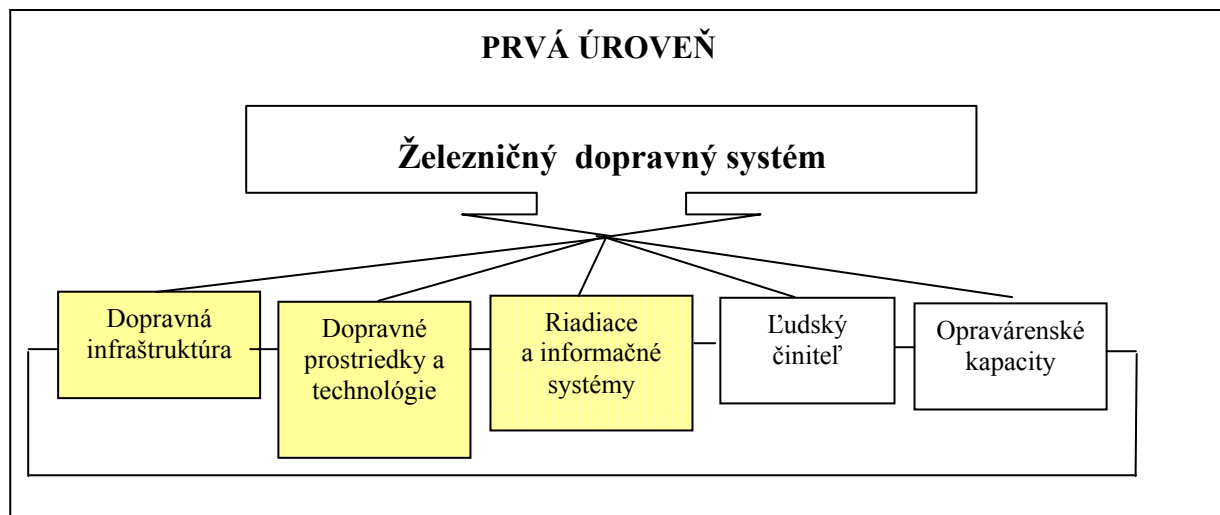 PRVÁ ÚROVEŇ
Železničný dopravný systém
Dopravná
infraštruktúra
Dopravné
prostriedky a
technológie
Riadiace
a informačné
systémy
Ľudský
činiteľ
Opravárenské
kapacity